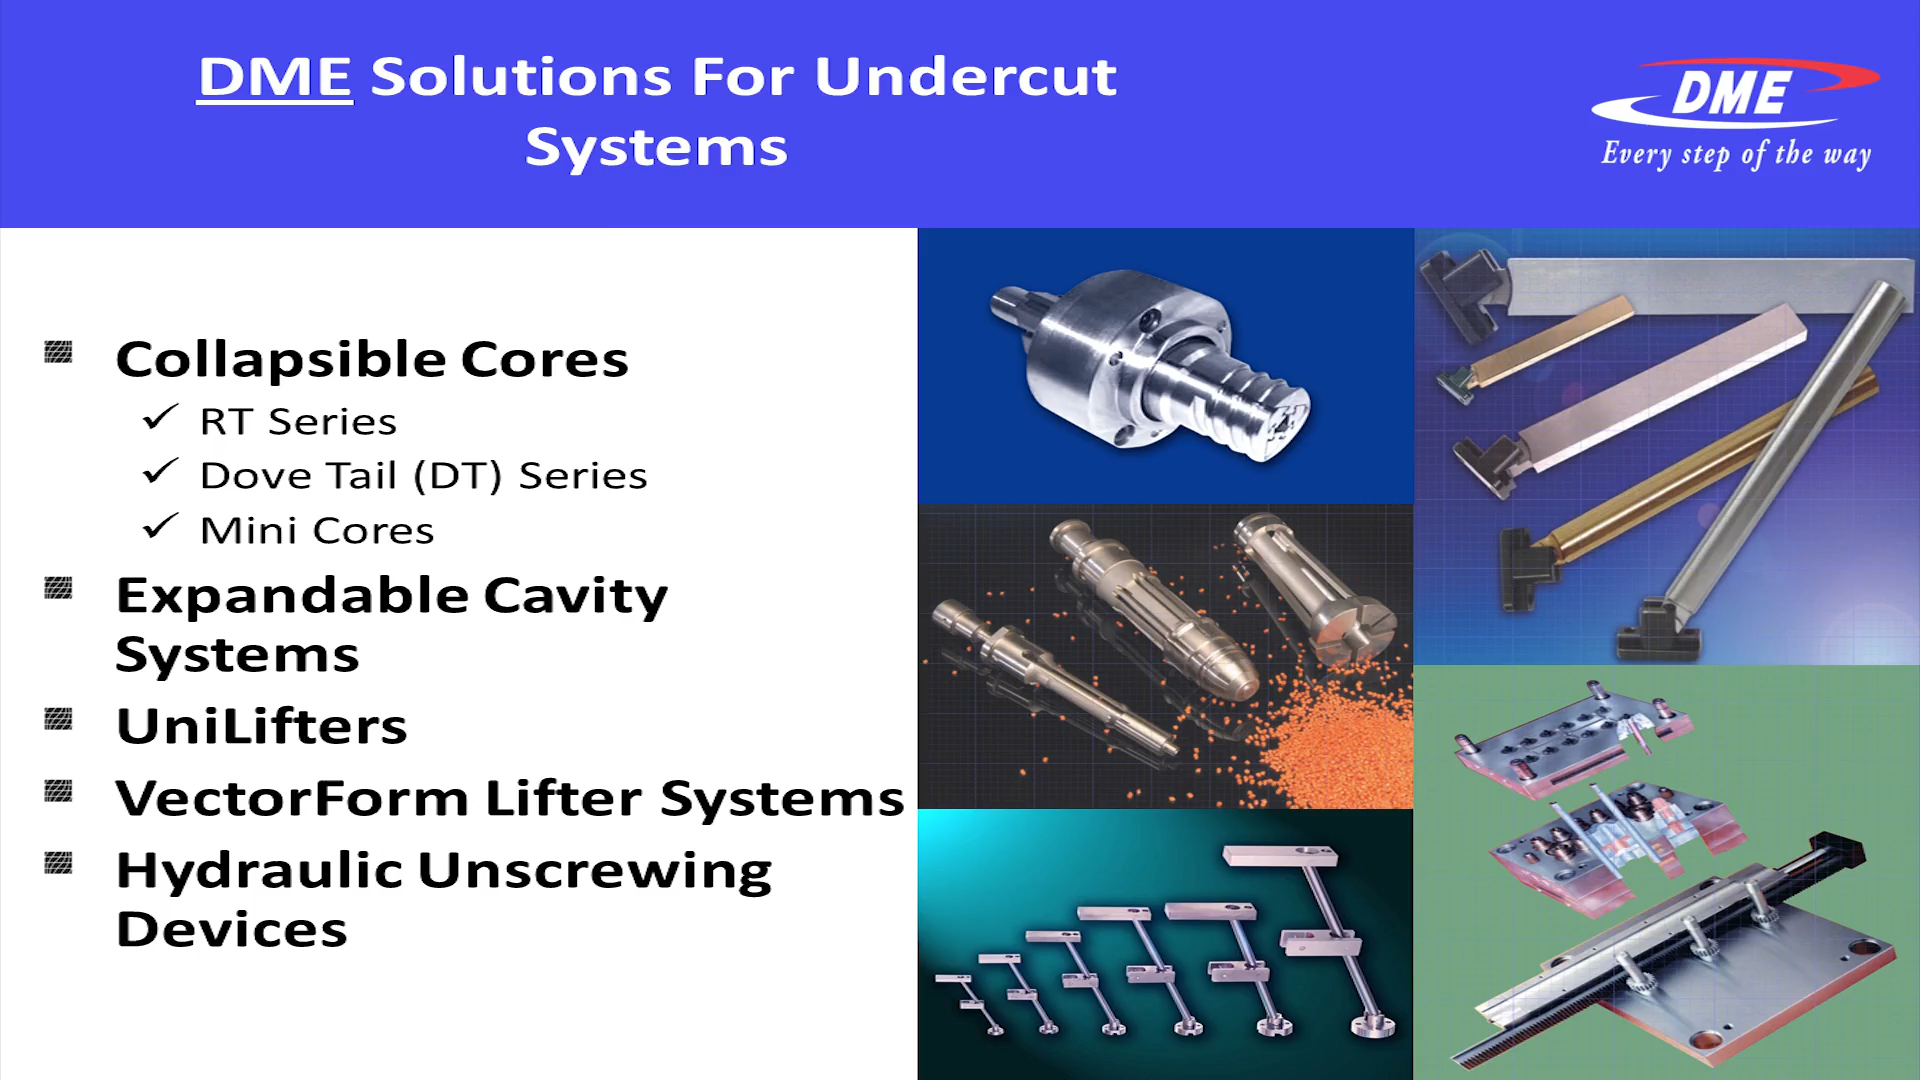 DME Solutions For Undercut
Systems
DME
Every step of the way
Collapsible Cores
RT Series
Dove Tail (DT) Series
Mini Cores
Expandable Cavity
Systems
UniLifters
VectorForm Lifter Systems
Hydraulic Unscrewing
Devices